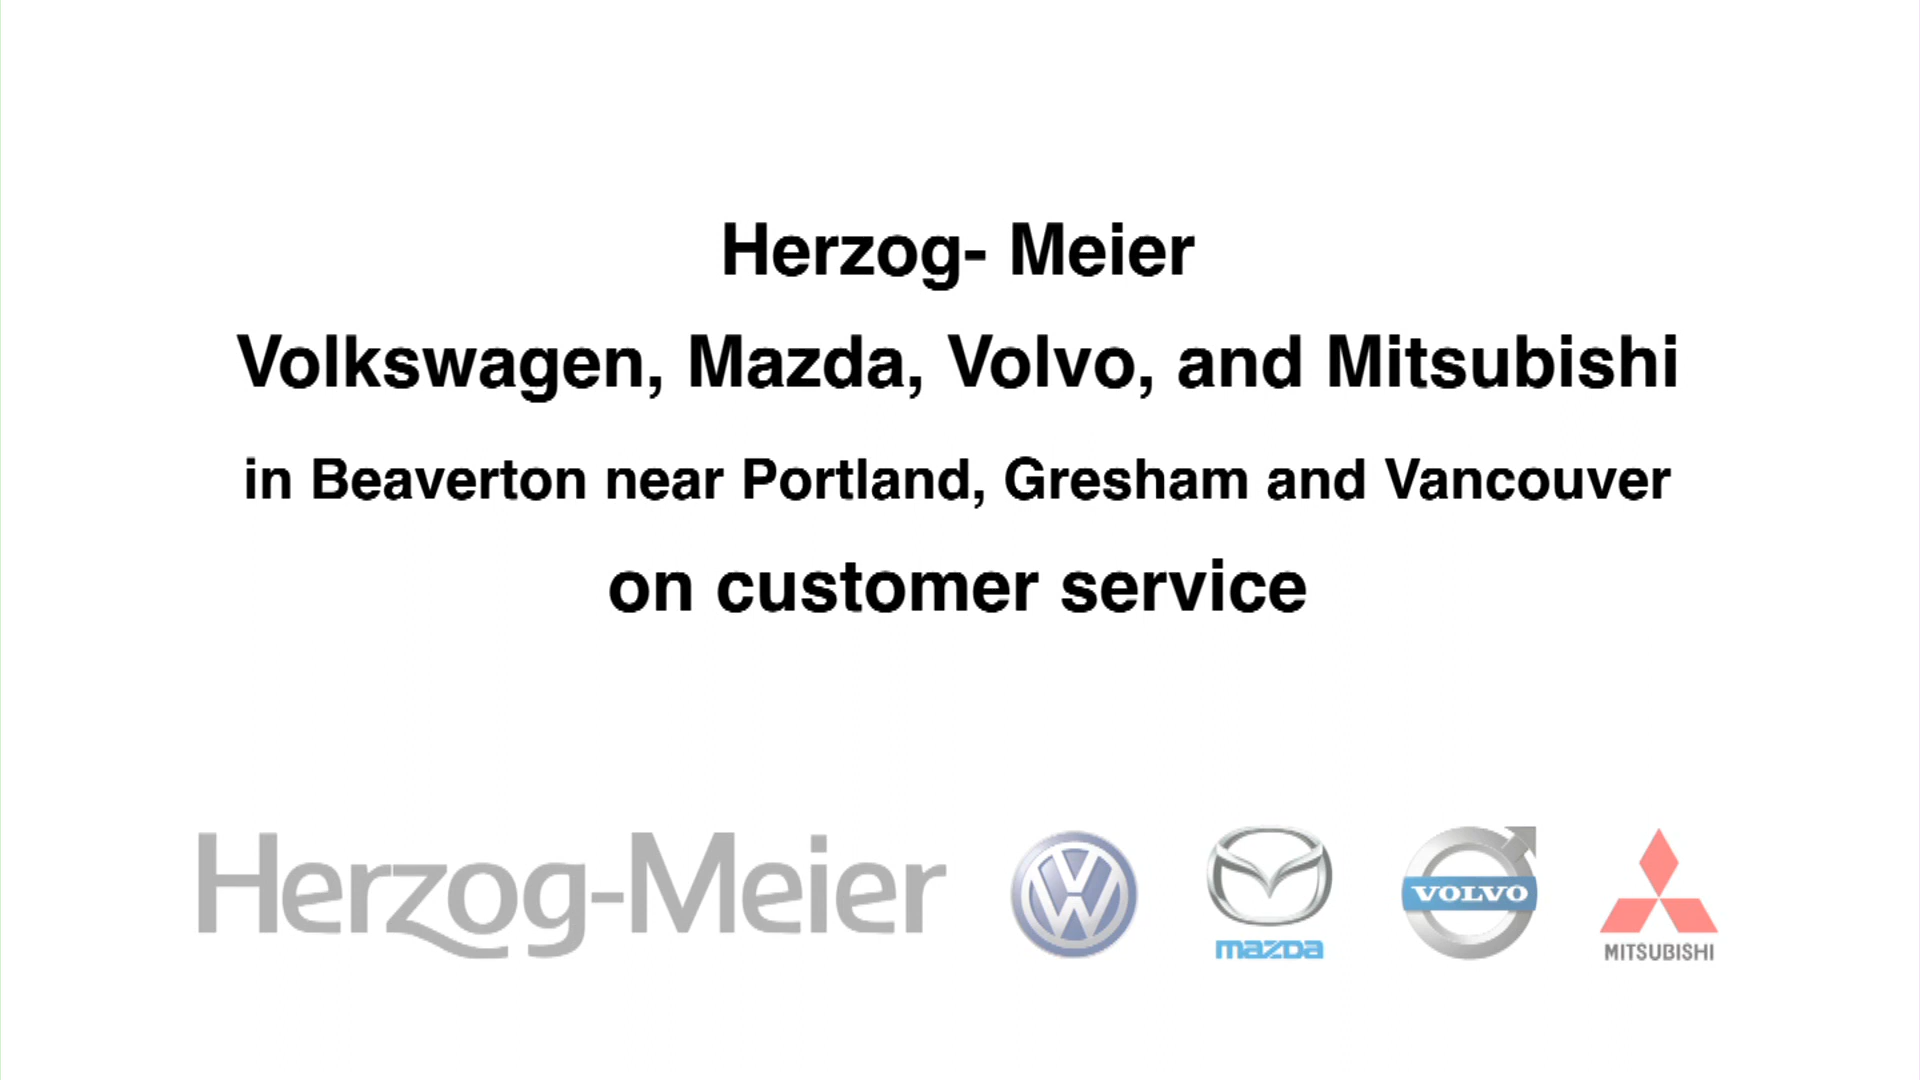 Herzog- Meier
Volkswagen, Mazda, Volvo, and Mitsubishi
in Beaverton near Portland, Gresham and Vancouver
on customer service
Herzog-Meier
VW
mazda
VOLVO
MITSUBISHI